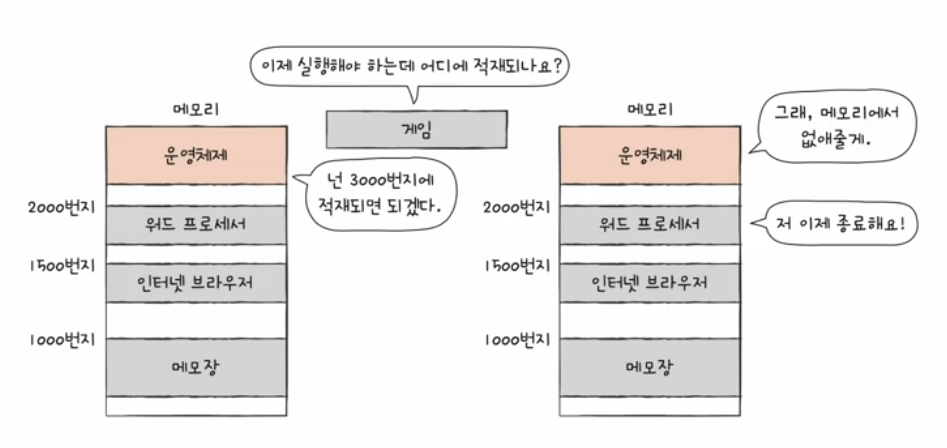 이제 실행해야 하는데 어디에 적재되나요?
메모리
게임
운영체제
넌 3000번지에
적재되면 되겠다.
2000번지
워드 프로세서
1500번지
인터넷 브라우저
1000번지
메모장
메모리
그래, 메모리에서
없애줄게.
운영체제
2000번지
워드 프로세서
저 이제 종료해요!
1500번지
인터넷 브라우저
1000번지
메모장